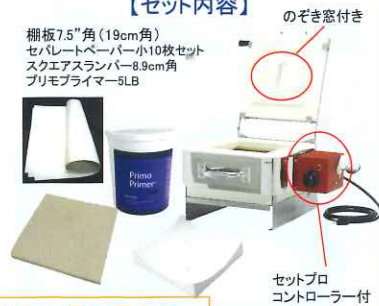 【セット内容】
のぞき窓付き
棚板7.5”角（19cm角）
セパレートペーパー小10枚セット
スクエアスランパー8.9cm角
プリモプライマー5LB
Primo
Primer
セットプロ
コントローラー付